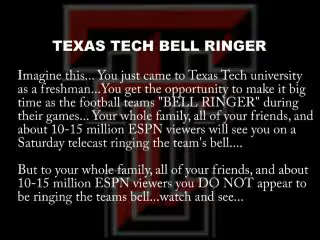 TEXAS TECH BELL RINGER
Imagine this... You just came to Texas Tech university
as a freshman...You get the opportunity to make it big
time as the football teams "BELL RINGER" during
their games... Your whole family, all of your friends, and
about 10-15 million ESPN viewers will see you on a
Saturday telecast ringing the team's bell....
But to your whole family, all of your friends, and about
10-15 million ESPN viewers you DO NOT appear to
be ringing the teams bell...watch and see...